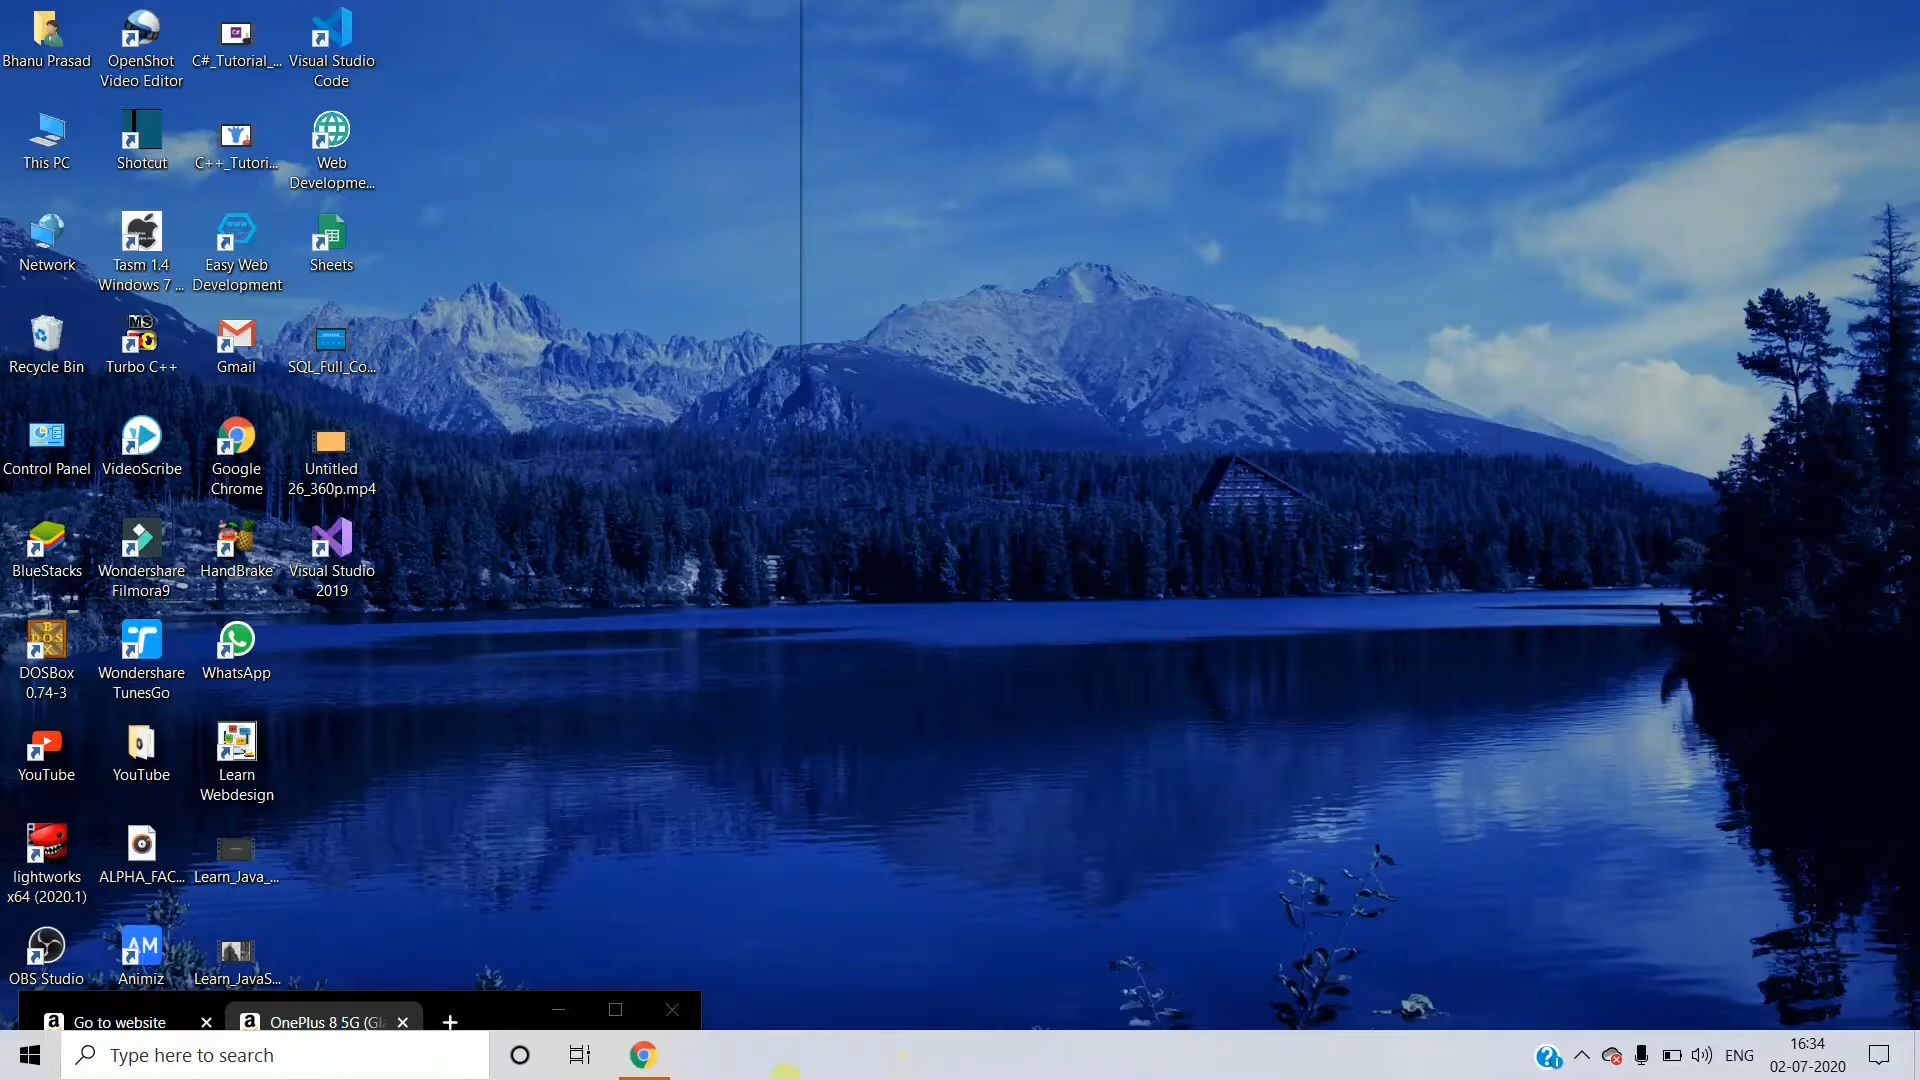 Bhanu Prasad
OpenShot
Video Editor
C#_Tutorial_...
Visual Studio
Code
This PC
Shotcut
C++_Tutori...
Web
Developme...
Network
Tasm 1.4
Windows 7 ...
Easy Web
Development
Sheets
Recycle Bin
Turbo C++
Gmail
SQL_Full_Co...
Control Panel
VideoScribe
Google
Chrome
Untitled
26_360p.mp4
BlueStacks
Wondershare
Filmora9
HandBrake
Visual Studio
2019
DOSBox
0.74-3
Wondershare
TunesGo
WhatsApp
YouTube
YouTube
Learn
Webdesign
lightworks
x64 (2020.1)
ALPHA_FAC...
Learn_Java_...
OBS Studio
Animiz
Learn_JavaS...
Go to website
OnePlus 8 5G (Gla
Type here to search
ENG
16:34
02-07-2020